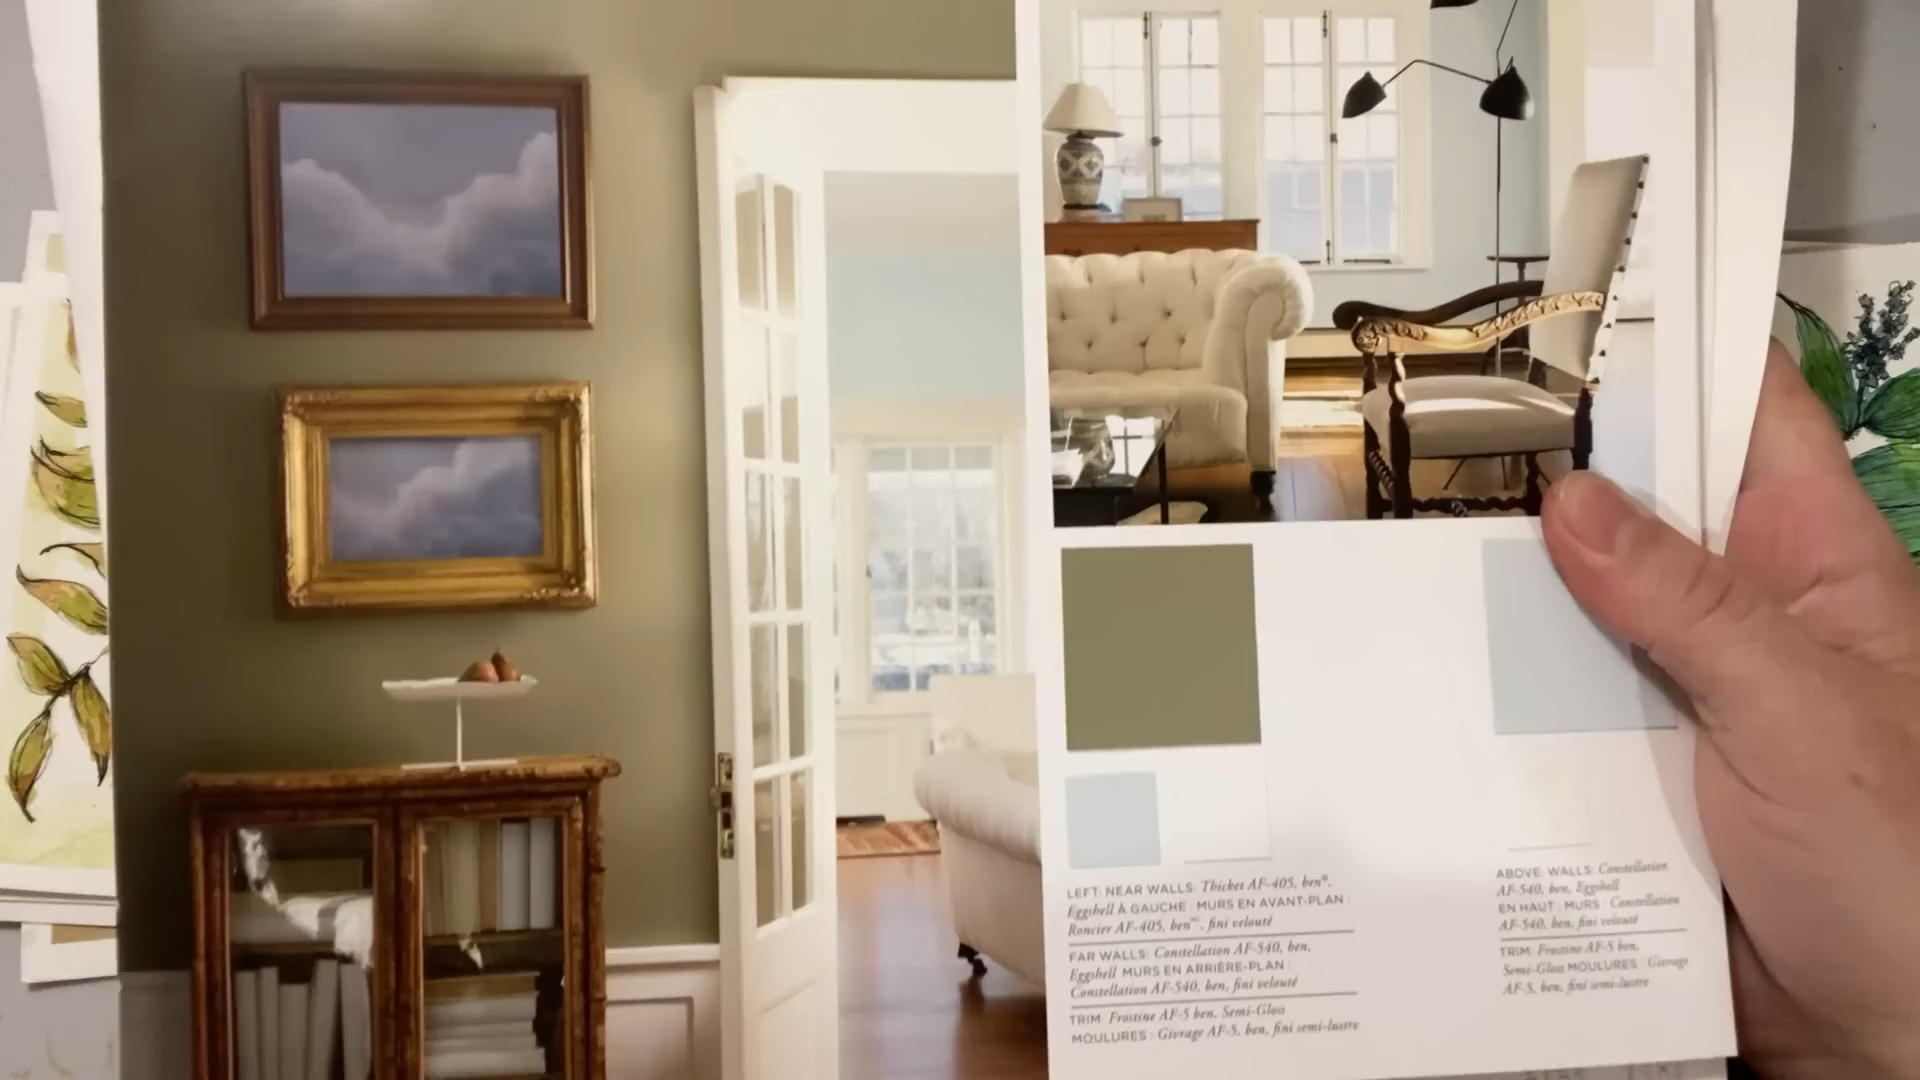 LEFT: NEAR WALLS: Thicket AF-405, ben®,
Eggshell À GAUCHE : MURS EN AVANT-PLAN :
Roncier AF-405, ben™ᶜ, fini velouté
FAR WALLS: Constellation AF-540, ben,
Eggshell MURS EN ARRIÈRE-PLAN :
Constellation AF-540, ben, fini velouté
TRIM: Frostine AF-5 ben, Semi-Gloss
MOULURES : Givrage AF-5, ben, fini semi-lustre
ABOVE: WALLS: Constellation
AF-540, ben, Eggshell
EN HAUT : MURS : Constellation
AF-540, ben, fini velouté
TRIM: Frostine AF-5 ben,
Semi-Gloss MOULURES : Givrage
AF-5, ben, fini semi-lustre